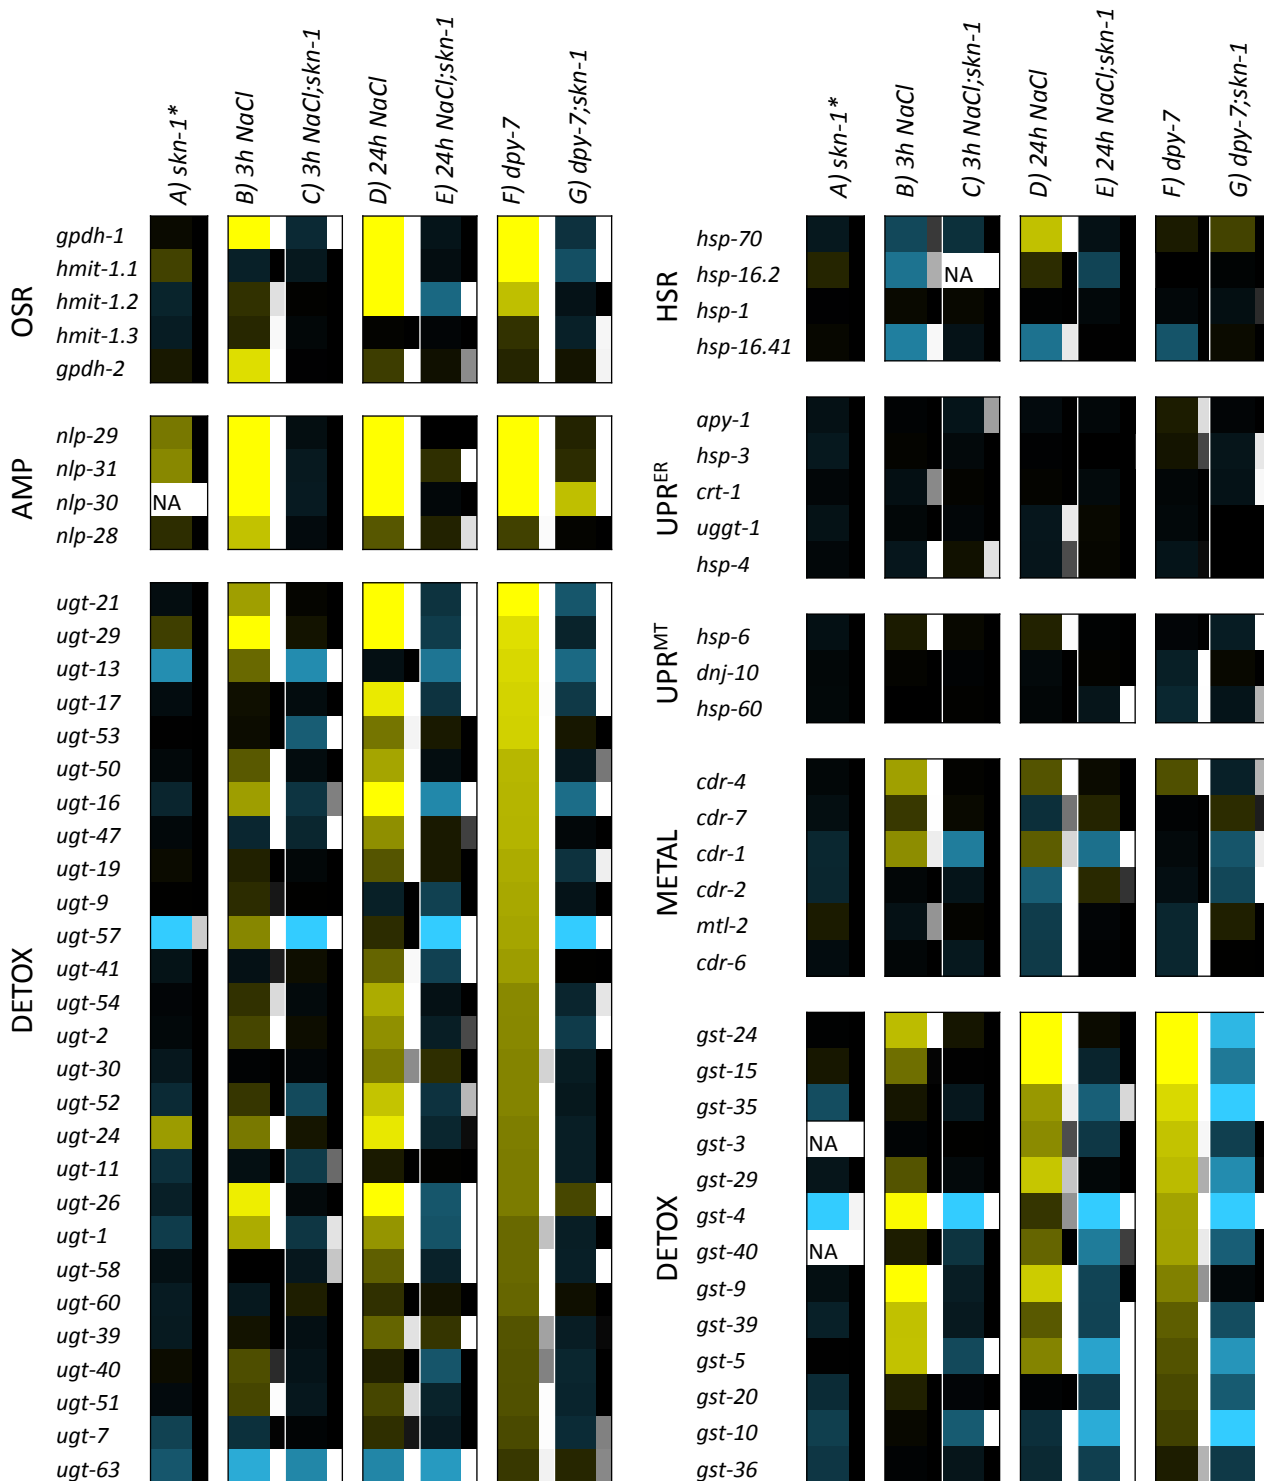 A) skn-1*
B) 3h NaCl
C) 3h NaCl;skn-1
D) 24h NaCl
E) 24h NaCl;skn-1
F) dpy-7
G) dpy-7;skn-1
OSR
gpdh-1
hmit-1.1
hmit-1.2
hmit-1.3
gpdh-2
AMP
nlp-29
nlp-31
nlp-30 NA
nlp-28
DETOX
ugt-21
ugt-29
ugt-13
ugt-17
ugt-53
ugt-50
ugt-16
ugt-47
ugt-19
ugt-9
ugt-57
ugt-41
ugt-54
ugt-2
ugt-30
ugt-52
ugt-24
ugt-11
ugt-26
ugt-1
ugt-58
ugt-60
ugt-39
ugt-40
ugt-51
ugt-7
ugt-63
A) skn-1*
B) 3h NaCl
C) 3h NaCl;skn-1
D) 24h NaCl
E) 24h NaCl;skn-1
F) dpy-7
G) dpy-7;skn-1
HSR
hsp-70
hsp-16.2 NA
hsp-1
hsp-16.41
UPRER
apy-1
hsp-3
crt-1
uggt-1
hsp-4
UPRMT
hsp-6
dnj-10
hsp-60
METAL
cdr-4
cdr-7
cdr-1
cdr-2
mtl-2
cdr-6
DETOX
gst-24
gst-15
gst-35
gst-3 NA
gst-29
gst-4
gst-40 NA
gst-9
gst-39
gst-5
gst-20
gst-10
gst-36